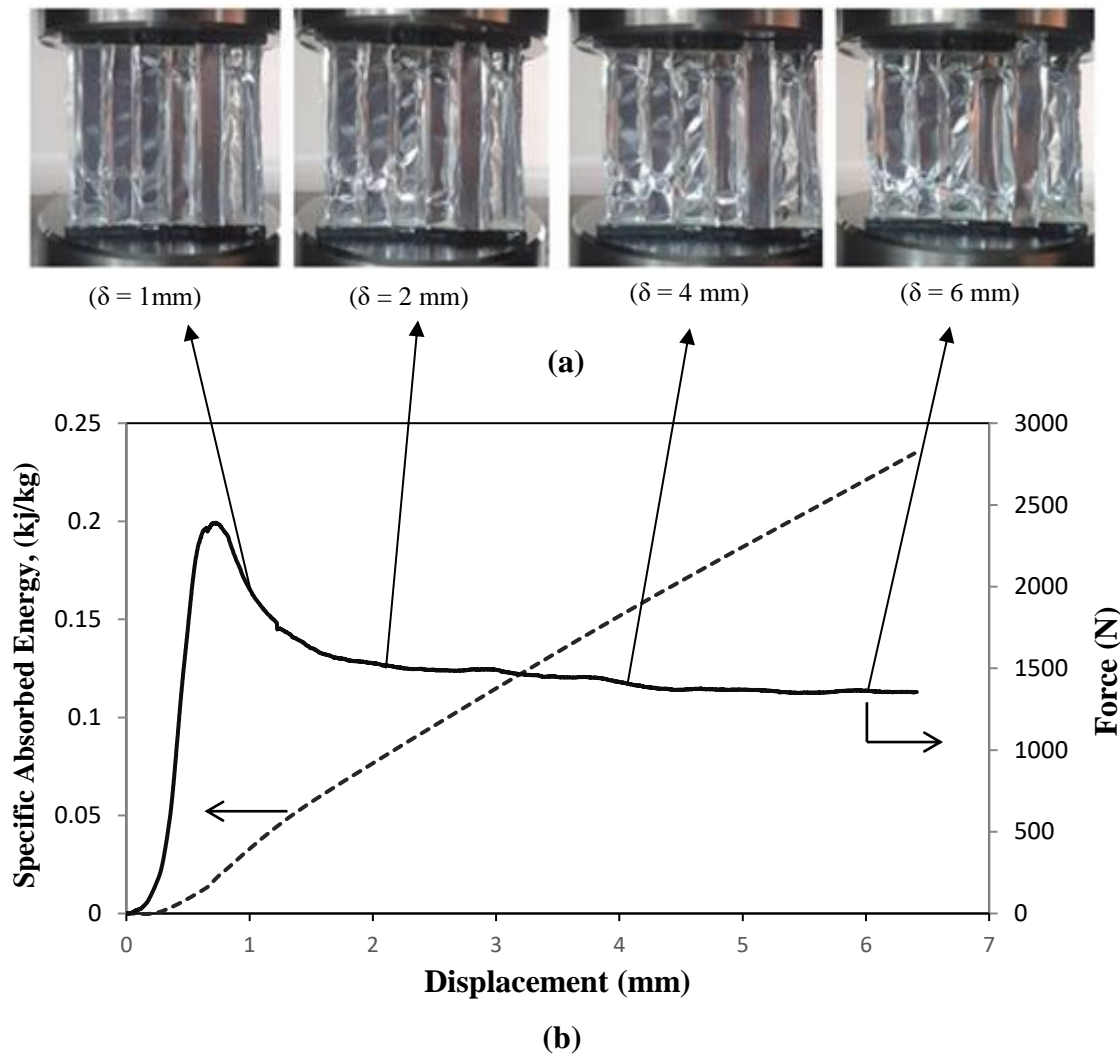 (δ = 1mm)
(δ = 2 mm)
(δ = 4 mm)
(δ = 6 mm)
(a)
0.25
0.2
0.15
0.1
0.05
0
Specific Absorbed Energy, (kj/kg)
3000
2500
2000
1500
1000
500
0
Force (N)
0 1 2 3 4 5 6 7
Displacement (mm)
(b)